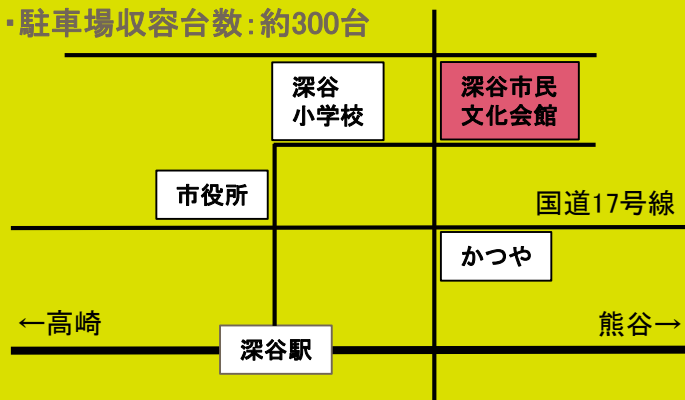 ・駐車場収容台数：約300台
深谷
小学校
深谷市民
文化会館
市役所
国道17号線
かつや
←高崎
熊谷→
深谷駅